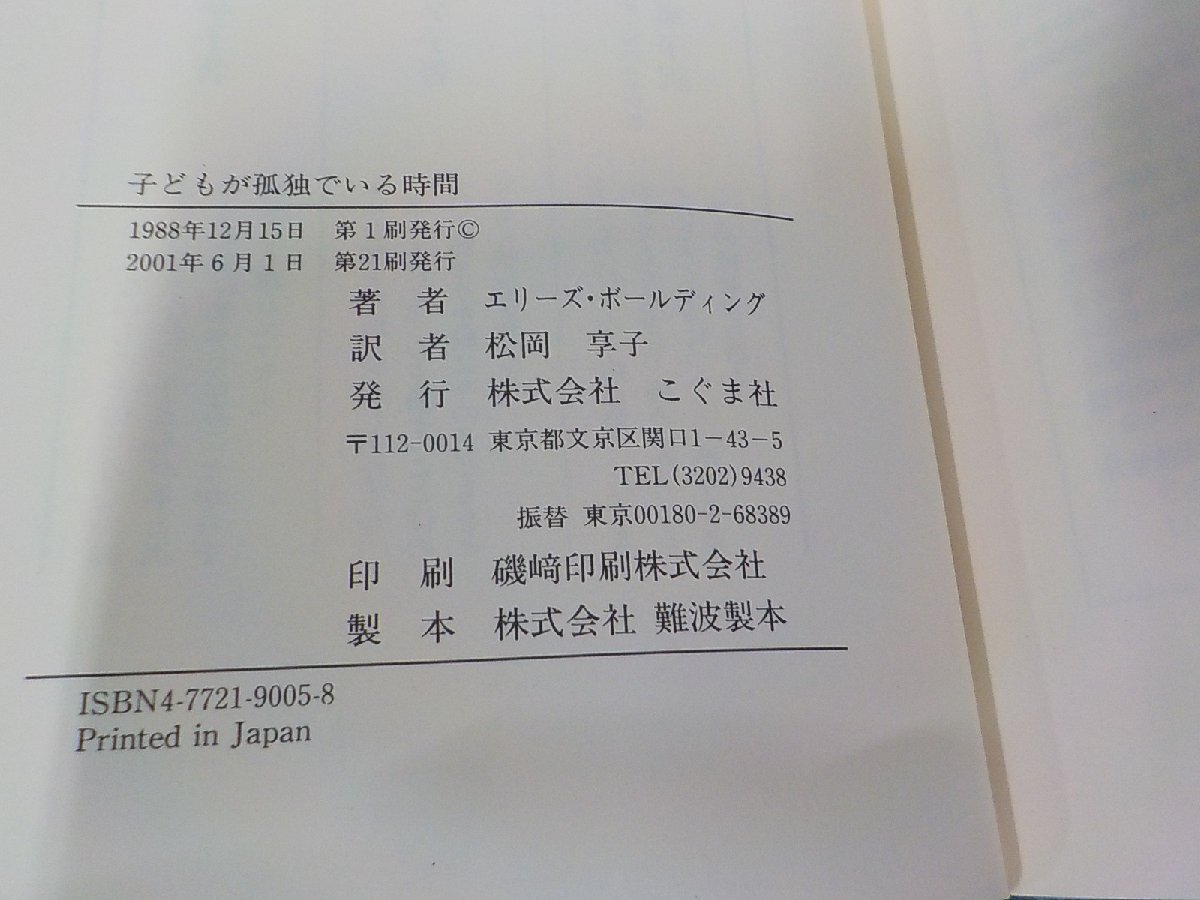 子どもが孤独でいる時間
1988年12月15日 第1刷発行©
2001年6月1日 第21刷発行
著者 エリーズ・ボールディング
訳者 松岡 享子
発行 株式会社 こぐま社
〒112-0014 東京都文京区関口1-43-5
TEL(3202)9438
振替 東京00180-2-68389
印刷 磯﨑印刷株式会社
製本 株式会社 難波製本
ISBN4-7721-9005-8
Printed in Japan